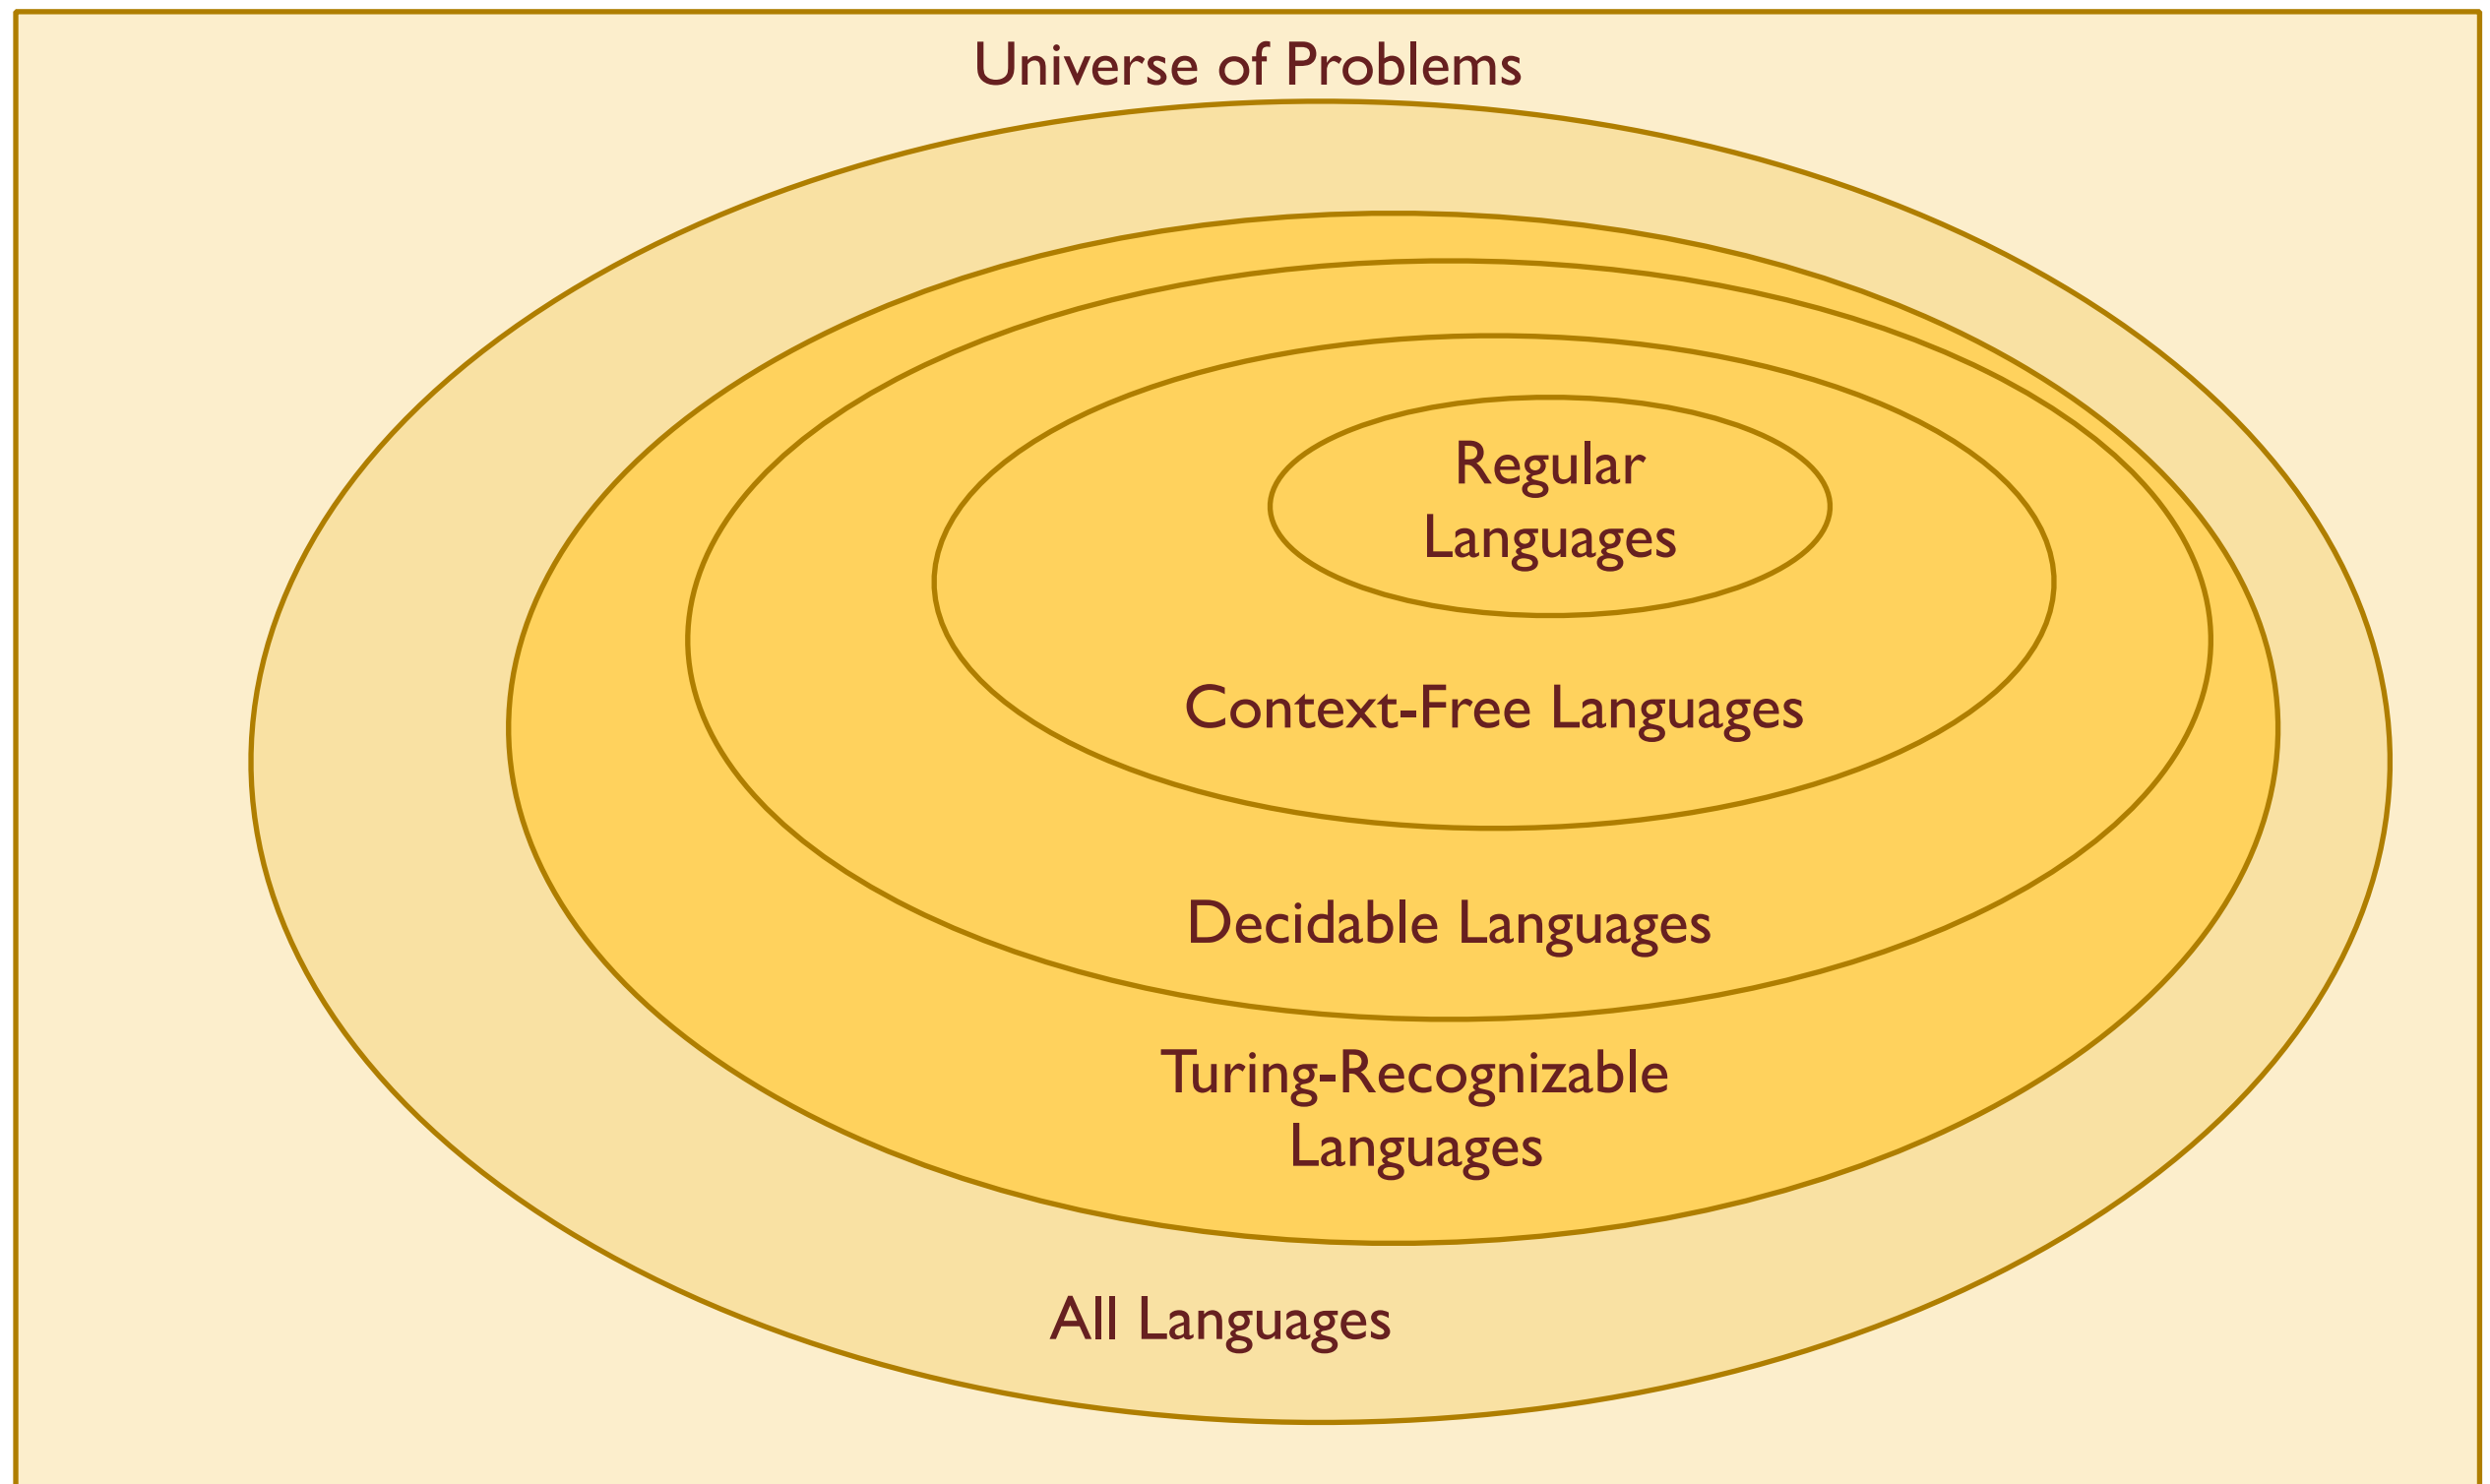 Universe of Problems
Regular
Languages
Context-Free Languages
Decidable Languages
Turing-Recognizable
Languages
All Languages